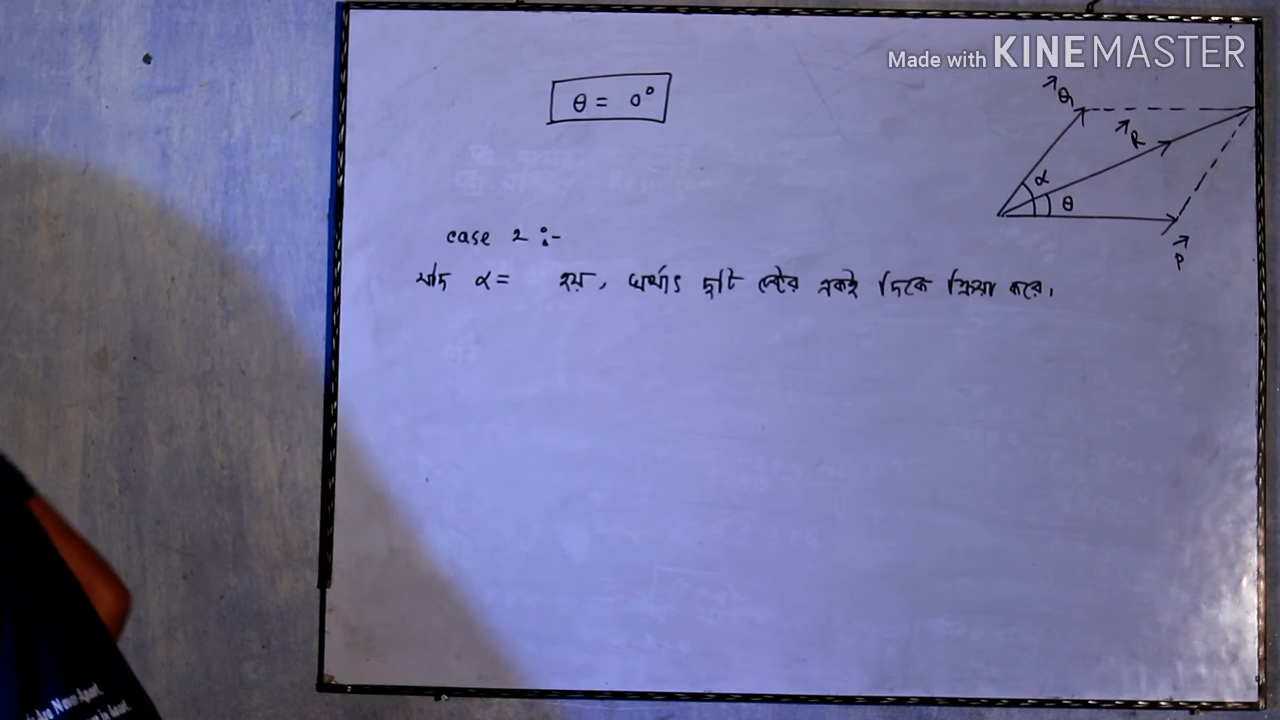 Made with KINEMASTER
θ = 0°
Q
R
α
θ
P
case 2 :-
যদি α = হয়, অর্থাৎ দুটি ভেক্টর একই দিকে ক্রিয়া করে।